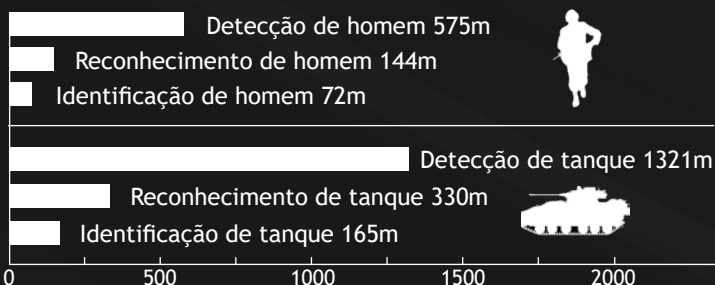 Detecção de homem 575m
Reconhecimento de homem 144m
Identificação de homem 72m
Detecção de tanque 1321m
Reconhecimento de tanque 330m
Identificação de tanque 165m
0 500 1000 1500 2000